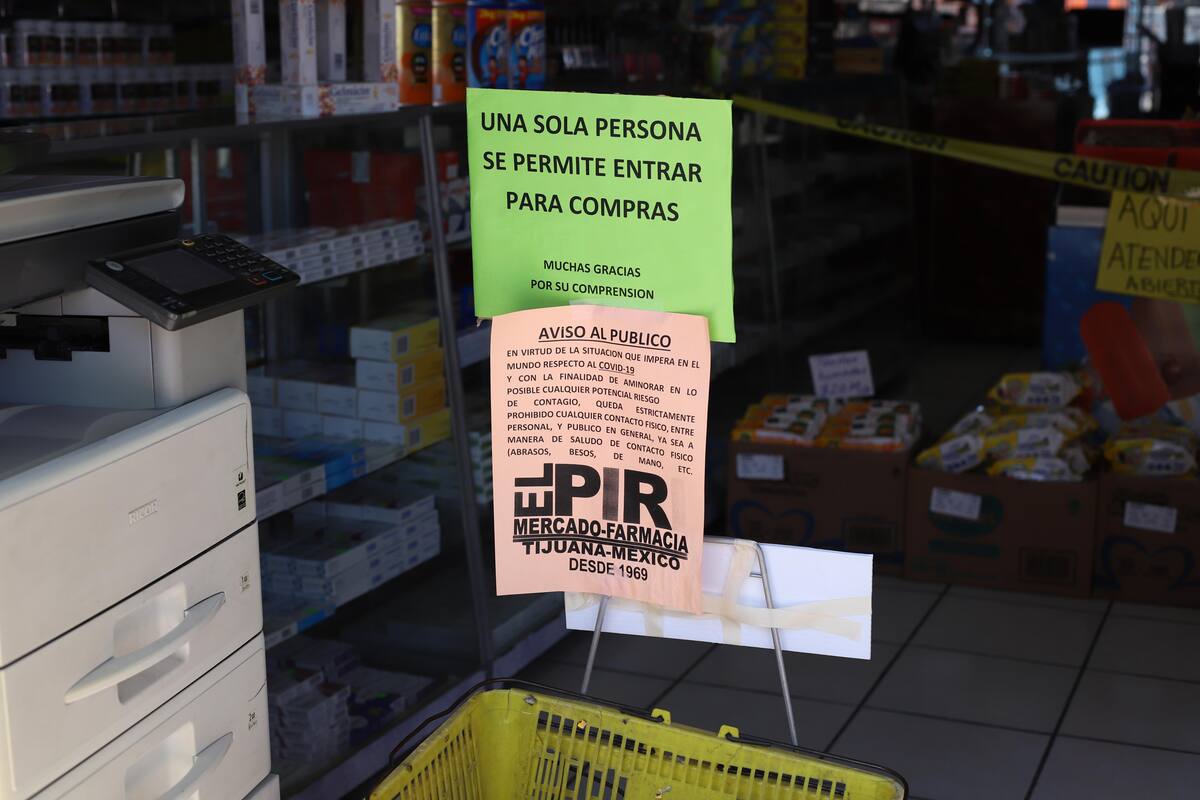 UNA SOLA PERSONA
SE PERMITE ENTRAR
PARA COMPRAS
MUCHAS GRACIAS
POR SU COMPRENSION
AVISO AL PUBLICO
EN VIRTUD DE LA SITUACION QUE IMPERA EN EL
MUNDO RESPECTO AL COVID-19
Y CON LA FINALIDAD DE AMINORAR EN LO
POSIBLE CUALQUIER POTENCIAL RIESGO
DE CONTAGIO, QUEDA ESTRICTAMENTE
PROHIBIDO CUALQUIER CONTACTO FISICO, ENTRE
PERSONAL, Y PUBLICO EN GENERAL, YA SEA A
MANERA DE SALUDO DE CONTACTO FISICO
(ABRASOS, BESOS, DE MANO, ETC.
EL PIR
MERCADO-FARMACIA
TIJUANA-MEXICO
DESDE 1969
CAUTION
CAUTION
AQUI
ATENDE
ABIER
RICOH